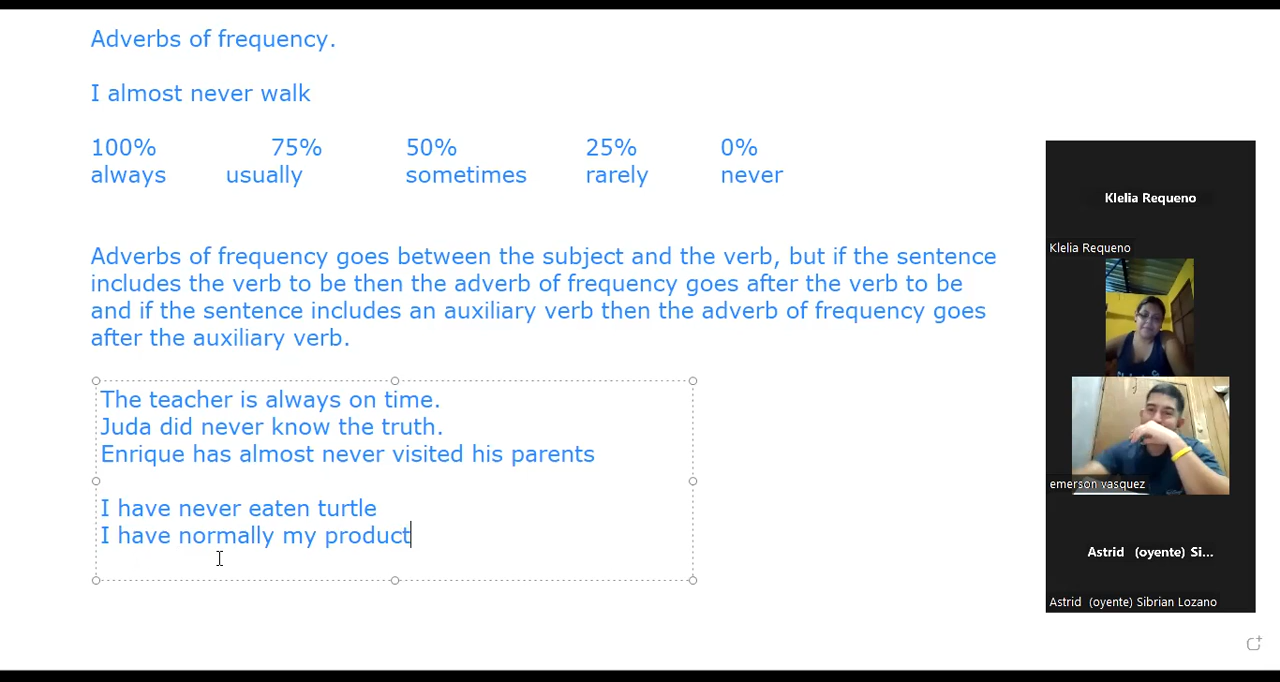 Adverbs of frequency.
I almost never walk
100% 75% 50% 25% 0%
always usually sometimes rarely never
Adverbs of frequency goes between the subject and the verb, but if the sentence
includes the verb to be then the adverb of frequency goes after the verb to be
and if the sentence includes an auxiliary verb then the adverb of frequency goes
after the auxiliary verb.
The teacher is always on time.
Juda did never know the truth.
Enrique has almost never visited his parents
I have never eaten turtle
I have normally my product
Klelia Requeno
Klelia Requeno
emerson vasquez
Astrid (oyente) Si...
Astrid (oyente) Sibrian Lozano